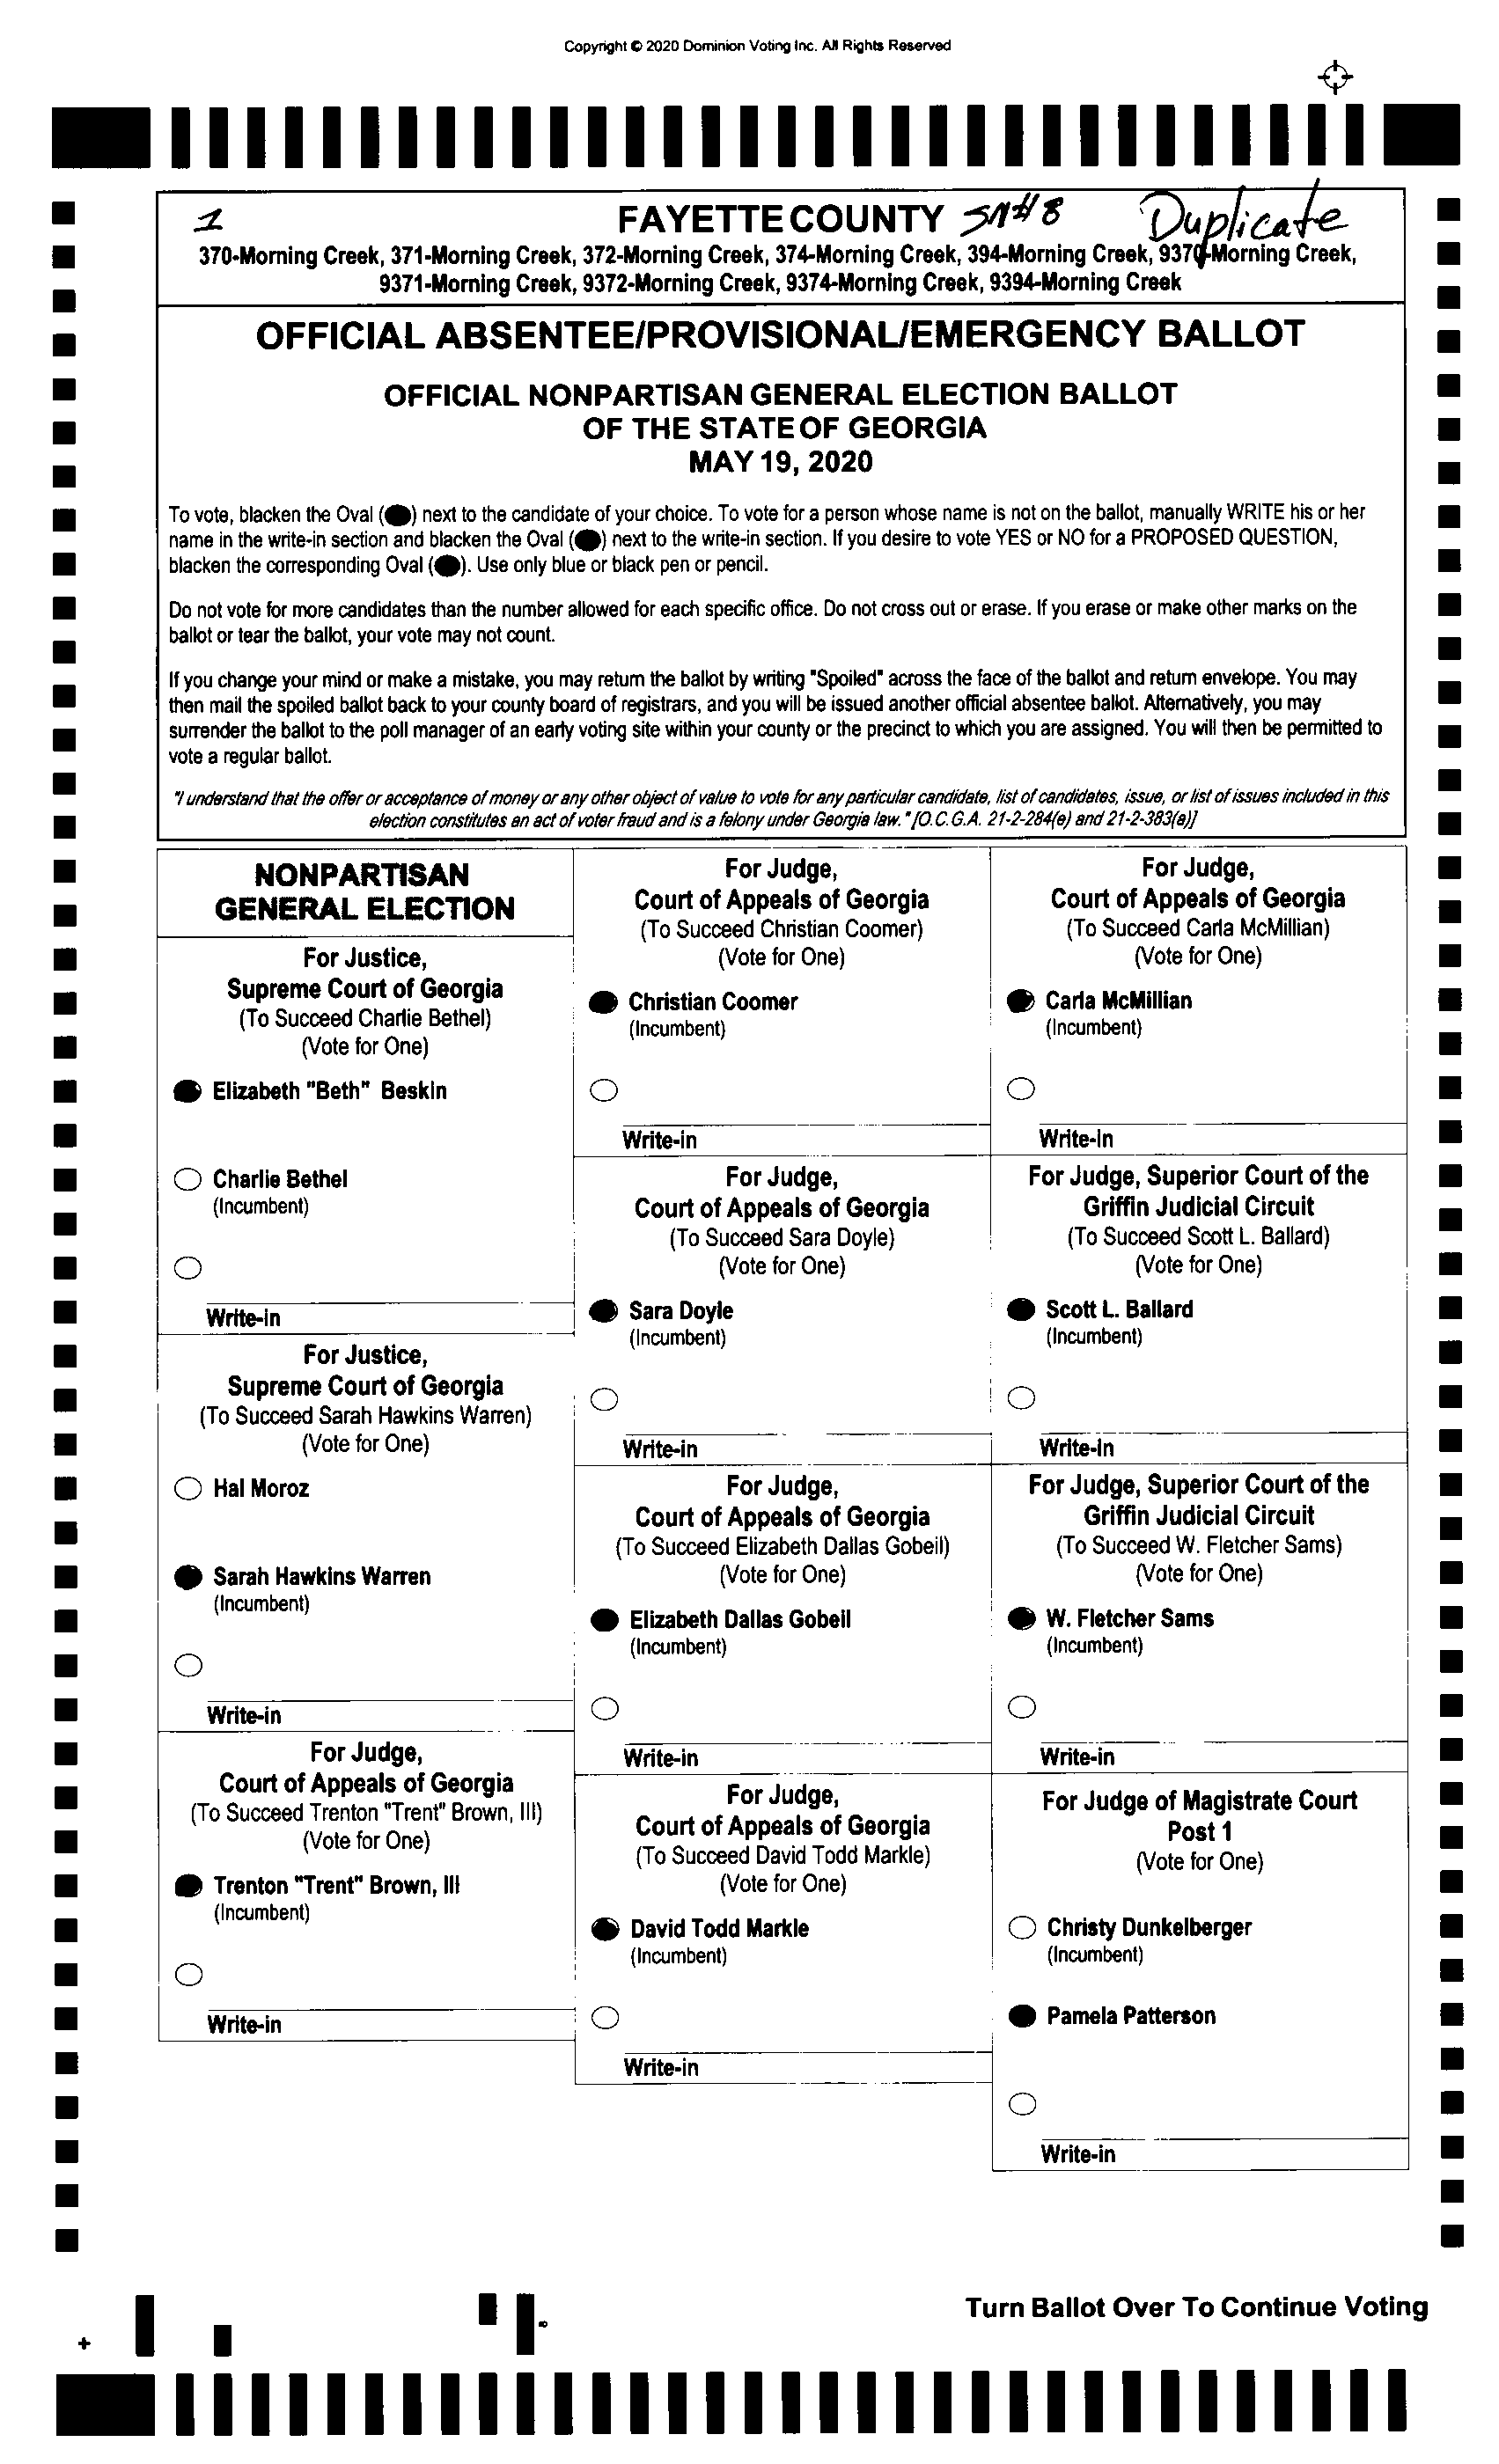 Copyright © 2020 Dominion Voting Inc. All Rights Reserved
1 FAYETTE COUNTY SN#8 Duplicate
370-Morning Creek, 371-Morning Creek, 372-Morning Creek, 374-Morning Creek, 394-Morning Creek, 9370-Morning Creek,
9371-Morning Creek, 9372-Morning Creek, 9374-Morning Creek, 9394-Morning Creek
OFFICIAL ABSENTEE/PROVISIONAL/EMERGENCY BALLOT
OFFICIAL NONPARTISAN GENERAL ELECTION BALLOT
OF THE STATE OF GEORGIA
MAY 19, 2020
To vote, blacken the Oval ( ) next to the candidate of your choice. To vote for a person whose name is not on the ballot, manually WRITE his or her
name in the write-in section and blacken the Oval ( ) next to the write-in section. If you desire to vote YES or NO for a PROPOSED QUESTION,
blacken the corresponding Oval ( ). Use only blue or black pen or pencil.
Do not vote for more candidates than the number allowed for each specific office. Do not cross out or erase. If you erase or make other marks on the
ballot or tear the ballot, your vote may not count.
If you change your mind or make a mistake, you may return the ballot by writing "Spoiled" across the face of the ballot and return envelope. You may
then mail the spoiled ballot back to your county board of registrars, and you will be issued another official absentee ballot. Alternatively, you may
surrender the ballot to the poll manager of an early voting site within your county or the precinct to which you are assigned. You will then be permitted to
vote a regular ballot.
"I understand that the offer or acceptance of money or any other object of value to vote for any particular candidate, list of candidates, issue, or list of issues included in this
election constitutes an act of voter fraud and is a felony under Georgia law." [O.C.G.A. 21-2-284(e) and 21-2-383(a)]
NONPARTISAN
GENERAL ELECTION
For Justice,
Supreme Court of Georgia
(To Succeed Charlie Bethel)
(Vote for One)
Elizabeth "Beth" Beskin
Charlie Bethel
(Incumbent)
Write-in
For Justice,
Supreme Court of Georgia
(To Succeed Sarah Hawkins Warren)
(Vote for One)
Hal Moroz
Sarah Hawkins Warren
(Incumbent)
Write-in
For Judge,
Court of Appeals of Georgia
(To Succeed Trenton "Trent" Brown, III)
(Vote for One)
Trenton "Trent" Brown, III
(Incumbent)
Write-in
For Judge,
Court of Appeals of Georgia
(To Succeed Christian Coomer)
(Vote for One)
Christian Coomer
(Incumbent)
Write-in
For Judge,
Court of Appeals of Georgia
(To Succeed Sara Doyle)
(Vote for One)
Sara Doyle
(Incumbent)
Write-in
For Judge,
Court of Appeals of Georgia
(To Succeed Elizabeth Dallas Gobeil)
(Vote for One)
Elizabeth Dallas Gobeil
(Incumbent)
Write-in
For Judge,
Court of Appeals of Georgia
(To Succeed David Todd Markle)
(Vote for One)
David Todd Markle
(Incumbent)
Write-in
For Judge,
Court of Appeals of Georgia
(To Succeed Carla McMillian)
(Vote for One)
Carla McMillian
(Incumbent)
Write-in
For Judge, Superior Court of the
Griffin Judicial Circuit
(To Succeed Scott L. Ballard)
(Vote for One)
Scott L. Ballard
(Incumbent)
Write-in
For Judge, Superior Court of the
Griffin Judicial Circuit
(To Succeed W. Fletcher Sams)
(Vote for One)
W. Fletcher Sams
(Incumbent)
Write-in
For Judge of Magistrate Court
Post 1
(Vote for One)
Christy Dunkelberger
(Incumbent)
Pamela Patterson
Write-in
Turn Ballot Over To Continue Voting